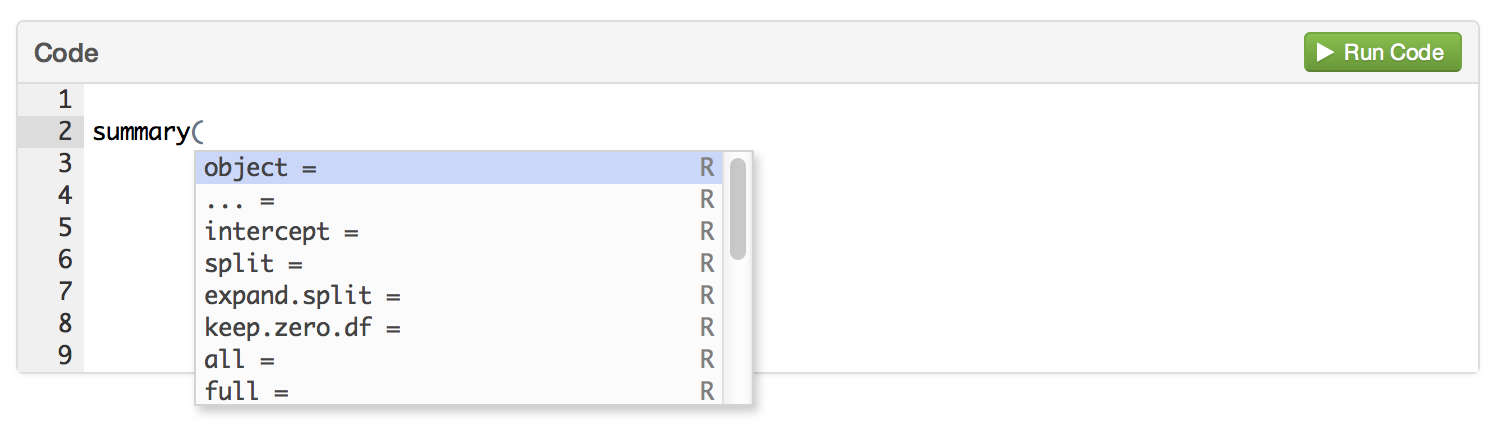 Code
Run Code
1
2 summary(
3 object = R
4 ... = R
5 intercept = R
6 split = R
7 expand.split = R
8 keep.zero.df = R
9 all = R
full = R